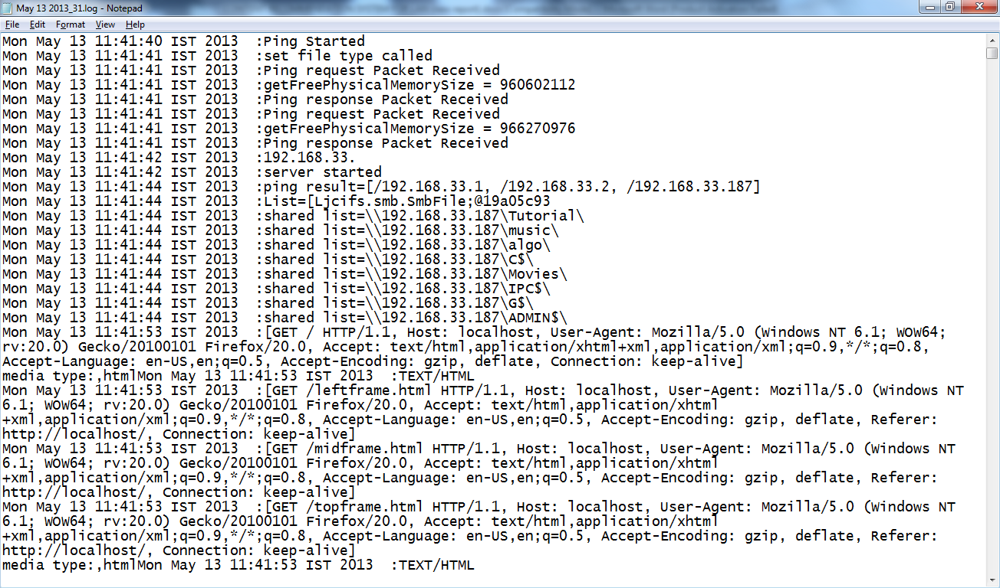 May 13 2013_31.log - Notepad
File Edit Format View Help
Mon May 13 11:41:40 IST 2013  :Ping Started
Mon May 13 11:41:41 IST 2013  :set file type called
Mon May 13 11:41:41 IST 2013  :Ping request Packet Received
Mon May 13 11:41:41 IST 2013  :getFreePhysicalMemorySize = 960602112
Mon May 13 11:41:41 IST 2013  :Ping response Packet Received
Mon May 13 11:41:41 IST 2013  :Ping request Packet Received
Mon May 13 11:41:41 IST 2013  :getFreePhysicalMemorySize = 966270976
Mon May 13 11:41:41 IST 2013  :Ping response Packet Received
Mon May 13 11:41:42 IST 2013  :192.168.33.
Mon May 13 11:41:42 IST 2013  :server started
Mon May 13 11:41:44 IST 2013  :ping result=[/192.168.33.1, /192.168.33.2, /192.168.33.187]
Mon May 13 11:41:44 IST 2013  :List=[Ljcifs.smb.SmbFile;@19a05c93
Mon May 13 11:41:44 IST 2013  :shared list=\\192.168.33.187\Tutorial\
Mon May 13 11:41:44 IST 2013  :shared list=\\192.168.33.187\music\
Mon May 13 11:41:44 IST 2013  :shared list=\\192.168.33.187\algo\
Mon May 13 11:41:44 IST 2013  :shared list=\\192.168.33.187\C$\
Mon May 13 11:41:44 IST 2013  :shared list=\\192.168.33.187\Movies\
Mon May 13 11:41:44 IST 2013  :shared list=\\192.168.33.187\IPC$\
Mon May 13 11:41:44 IST 2013  :shared list=\\192.168.33.187\G$\
Mon May 13 11:41:44 IST 2013  :shared list=\\192.168.33.187\ADMIN$\
Mon May 13 11:41:53 IST 2013  :[GET / HTTP/1.1, Host: localhost, User-Agent: Mozilla/5.0 (Windows NT 6.1; WOW64;
rv:20.0) Gecko/20100101 Firefox/20.0, Accept: text/html,application/xhtml+xml,application/xml;q=0.9,*/*;q=0.8,
Accept-Language: en-US,en;q=0.5, Accept-Encoding: gzip, deflate, Connection: keep-alive]
media type:,htmlMon May 13 11:41:53 IST 2013  :TEXT/HTML
Mon May 13 11:41:53 IST 2013  :[GET /leftframe.html HTTP/1.1, Host: localhost, User-Agent: Mozilla/5.0 (Windows NT
6.1; WOW64; rv:20.0) Gecko/20100101 Firefox/20.0, Accept: text/html,application/xhtml
+xml,application/xml;q=0.9,*/*;q=0.8, Accept-Language: en-US,en;q=0.5, Accept-Encoding: gzip, deflate, Referer:
http://localhost/, Connection: keep-alive]
Mon May 13 11:41:53 IST 2013  :[GET /midframe.html HTTP/1.1, Host: localhost, User-Agent: Mozilla/5.0 (Windows NT
6.1; WOW64; rv:20.0) Gecko/20100101 Firefox/20.0, Accept: text/html,application/xhtml
+xml,application/xml;q=0.9,*/*;q=0.8, Accept-Language: en-US,en;q=0.5, Accept-Encoding: gzip, deflate, Referer:
http://localhost/, Connection: keep-alive]
Mon May 13 11:41:53 IST 2013  :[GET /topframe.html HTTP/1.1, Host: localhost, User-Agent: Mozilla/5.0 (Windows NT
6.1; WOW64; rv:20.0) Gecko/20100101 Firefox/20.0, Accept: text/html,application/xhtml
+xml,application/xml;q=0.9,*/*;q=0.8, Accept-Language: en-US,en;q=0.5, Accept-Encoding: gzip, deflate, Referer:
http://localhost/, Connection: keep-alive]
media type:,htmlMon May 13 11:41:53 IST 2013  :TEXT/HTML